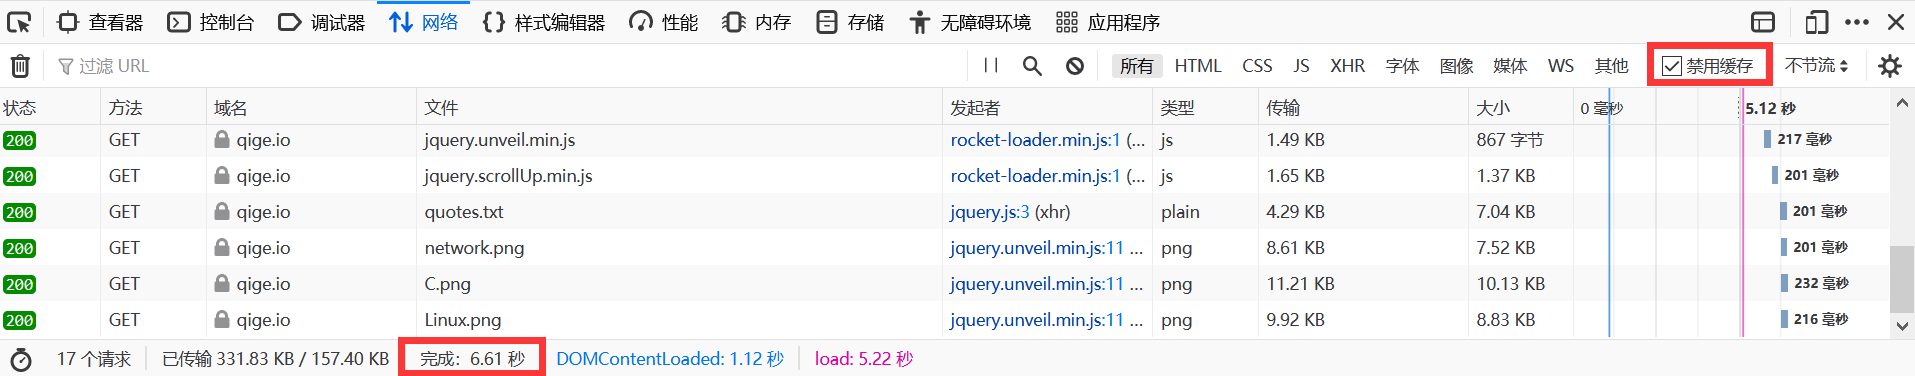 查看器 控制台 调试器 网络 样式编辑器 性能 内存 存储 无障碍环境 应用程序
过滤 URL 所有 HTML CSS JS XHR 字体 图像 媒体 WS 其他 禁用缓存 不节流
状态 方法 域名 文件 发起者 类型 传输 大小 0 毫秒 5.12 秒
200 GET qige.io jquery.unveil.min.js rocket-loader.min.js:1 (... js 1.49 KB 867 字节 217 毫秒
200 GET qige.io jquery.scrollUp.min.js rocket-loader.min.js:1 (... js 1.65 KB 1.37 KB 201 毫秒
200 GET qige.io quotes.txt jquery.js:3 (xhr) plain 4.29 KB 7.04 KB 201 毫秒
200 GET qige.io network.png jquery.unveil.min.js:11 ... png 8.61 KB 7.52 KB 201 毫秒
200 GET qige.io C.png jquery.unveil.min.js:11 ... png 11.21 KB 10.13 KB 232 毫秒
200 GET qige.io Linux.png jquery.unveil.min.js:11 ... png 9.92 KB 8.83 KB 216 毫秒
17 个请求 已传输 331.83 KB / 157.40 KB 完成：6.61 秒 DOMContentLoaded: 1.12 秒 load: 5.22 秒